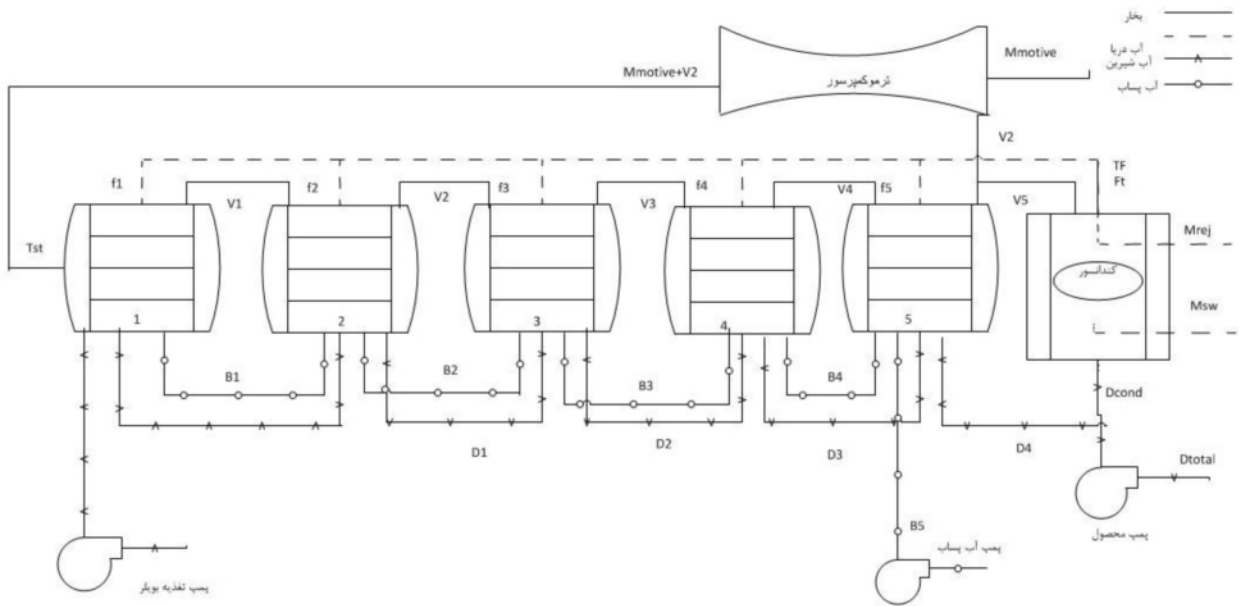 بخار
آب دریا
آب شیرین
آب پساب
Mmotive
Mmotive+V2
ترموکمپرسور
V2
TF
Ft
f1
f2
f3
f4
f5
V1
V2
V3
V4
V5
Tst
Mrej
کندانسور
Msw
1
2
3
4
5
B1
B2
B3
B4
Dcond
D1
D2
D3
D4
Dtotal
B5
پمپ محصول
پمپ آب پساب
پمپ تغذیه بویلر